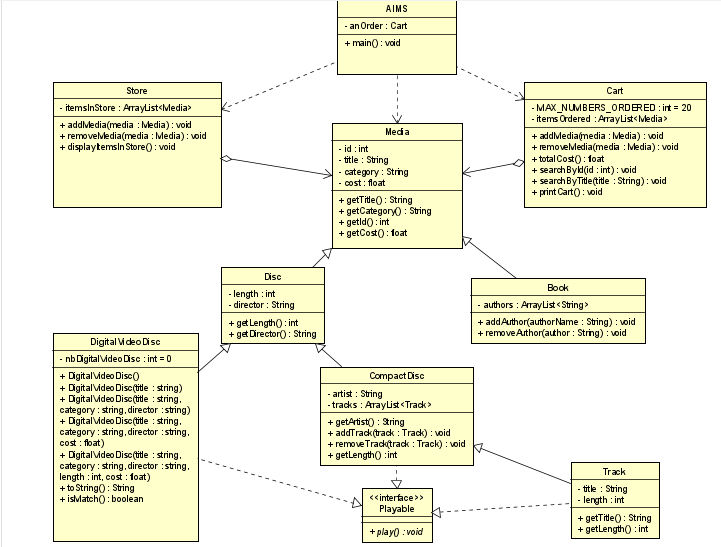 AIMS
- anOrder : Cart
+ main() : void
Store
- itemsInStore : ArrayList<Media>
+ addMedia(media : Media) : void
+ removeMedia(media : Media) : void
+ displayItemsInStore() : void
Cart
- MAX_NUMBERS_ORDERED : int = 20
- itemsOrdered : ArrayList<Media>
+ addMedia(media : Media) : void
+ removeMedia(media : Media) : void
+ totalCost() : float
+ searchById(id : int) : void
+ searchByTitle(title : String) : void
+ printCart() : void
Media
- id : int
- title : String
- category : String
- cost : float
+ getTitle() : String
+ getCategory() : String
+ getId() : int
+ getCost() : float
Disc
- length : int
- director : String
+ getLength() : int
+ getDirector() : String
Book
- authors : ArrayList<String>
+ addAuthor(authorName : String) : void
+ removeAuthor(author : String) : void
DigitalVideoDisc
- nbDigitalVideoDisc : int = 0
+ DigitalVideoDisc()
+ DigitalVideoDisc(title : string)
+ DigitalVideoDisc(title : string,
category : string, director : string)
+ DigitalVideoDisc(title : string,
category : string, director : string,
cost : float)
+ DigitalVideoDisc(title : string,
category : string, director : string,
length : int, cost : float)
+ toString() : String
+ isMatch() : boolean
CompactDisc
- artist : String
- tracks : ArrayList<Track>
+ getArtist() : String
+ addTrack(track : Track) : void
+ removeTrack(track : Track) : void
+ getLength() : int
Track
- title : String
- length : int
+ getTitle() : String
+ getLength() : int
<<interface>>
Playable
+ play() : void